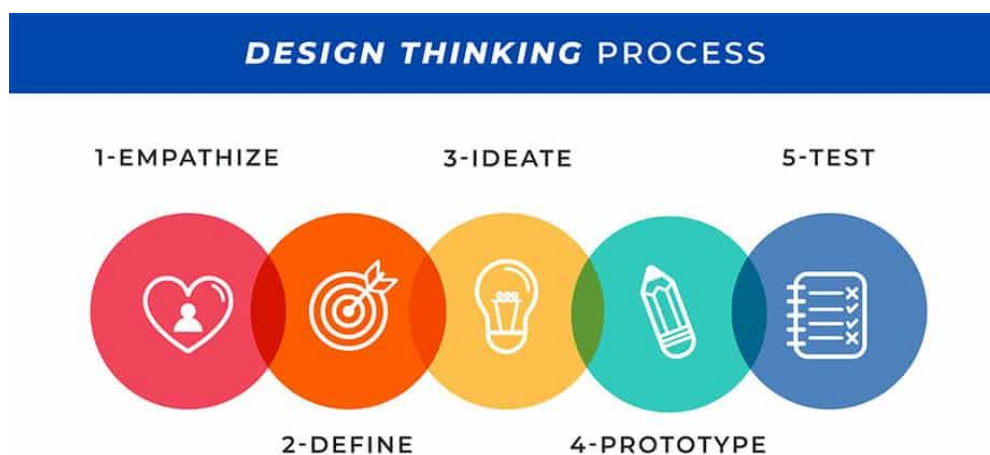 DESIGN THINKING PROCESS
1-EMPATHIZE
2-DEFINE
3-IDEATE
4-PROTOTYPE
5-TEST